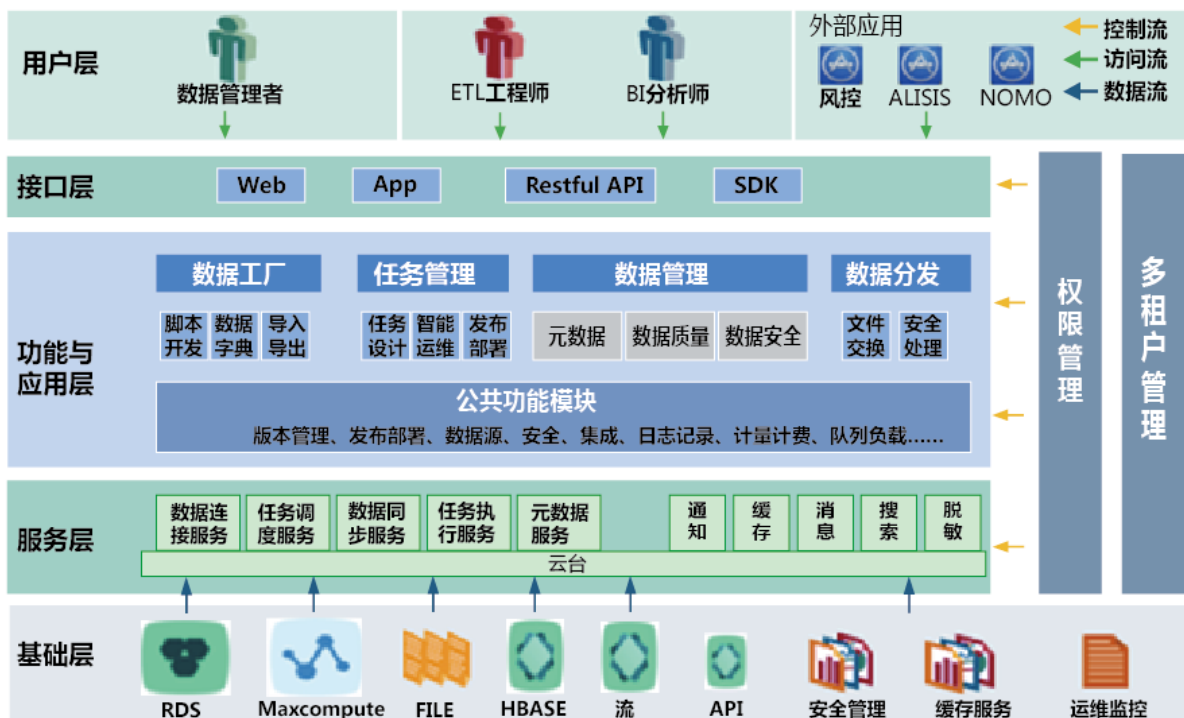 用户层
数据管理者
ETL工程师
BI分析师
外部应用
风控
ALISIS
NOMO
控制流
访问流
数据流
接口层
Web
App
Restful API
SDK
功能与
应用层
数据工厂
脚本
开发
数据
字典
导入
导出
任务管理
任务
设计
智能
运维
发布
部署
数据管理
元数据
数据质量
数据安全
数据分发
文件
交换
安全
处理
公共功能模块
版本管理、发布部署、数据源、安全、集成、日志记录、计量计费、队列负载......
权限管理
多租户管理
服务层
数据连
接服务
任务调
度服务
数据同
步服务
任务执
行服务
元数据
服务
通
知
缓
存
消
息
搜
索
脱
敏
云台
基础层
RDS
Maxcompute
FILE
HBASE
流
API
安全管理
缓存服务
运维监控